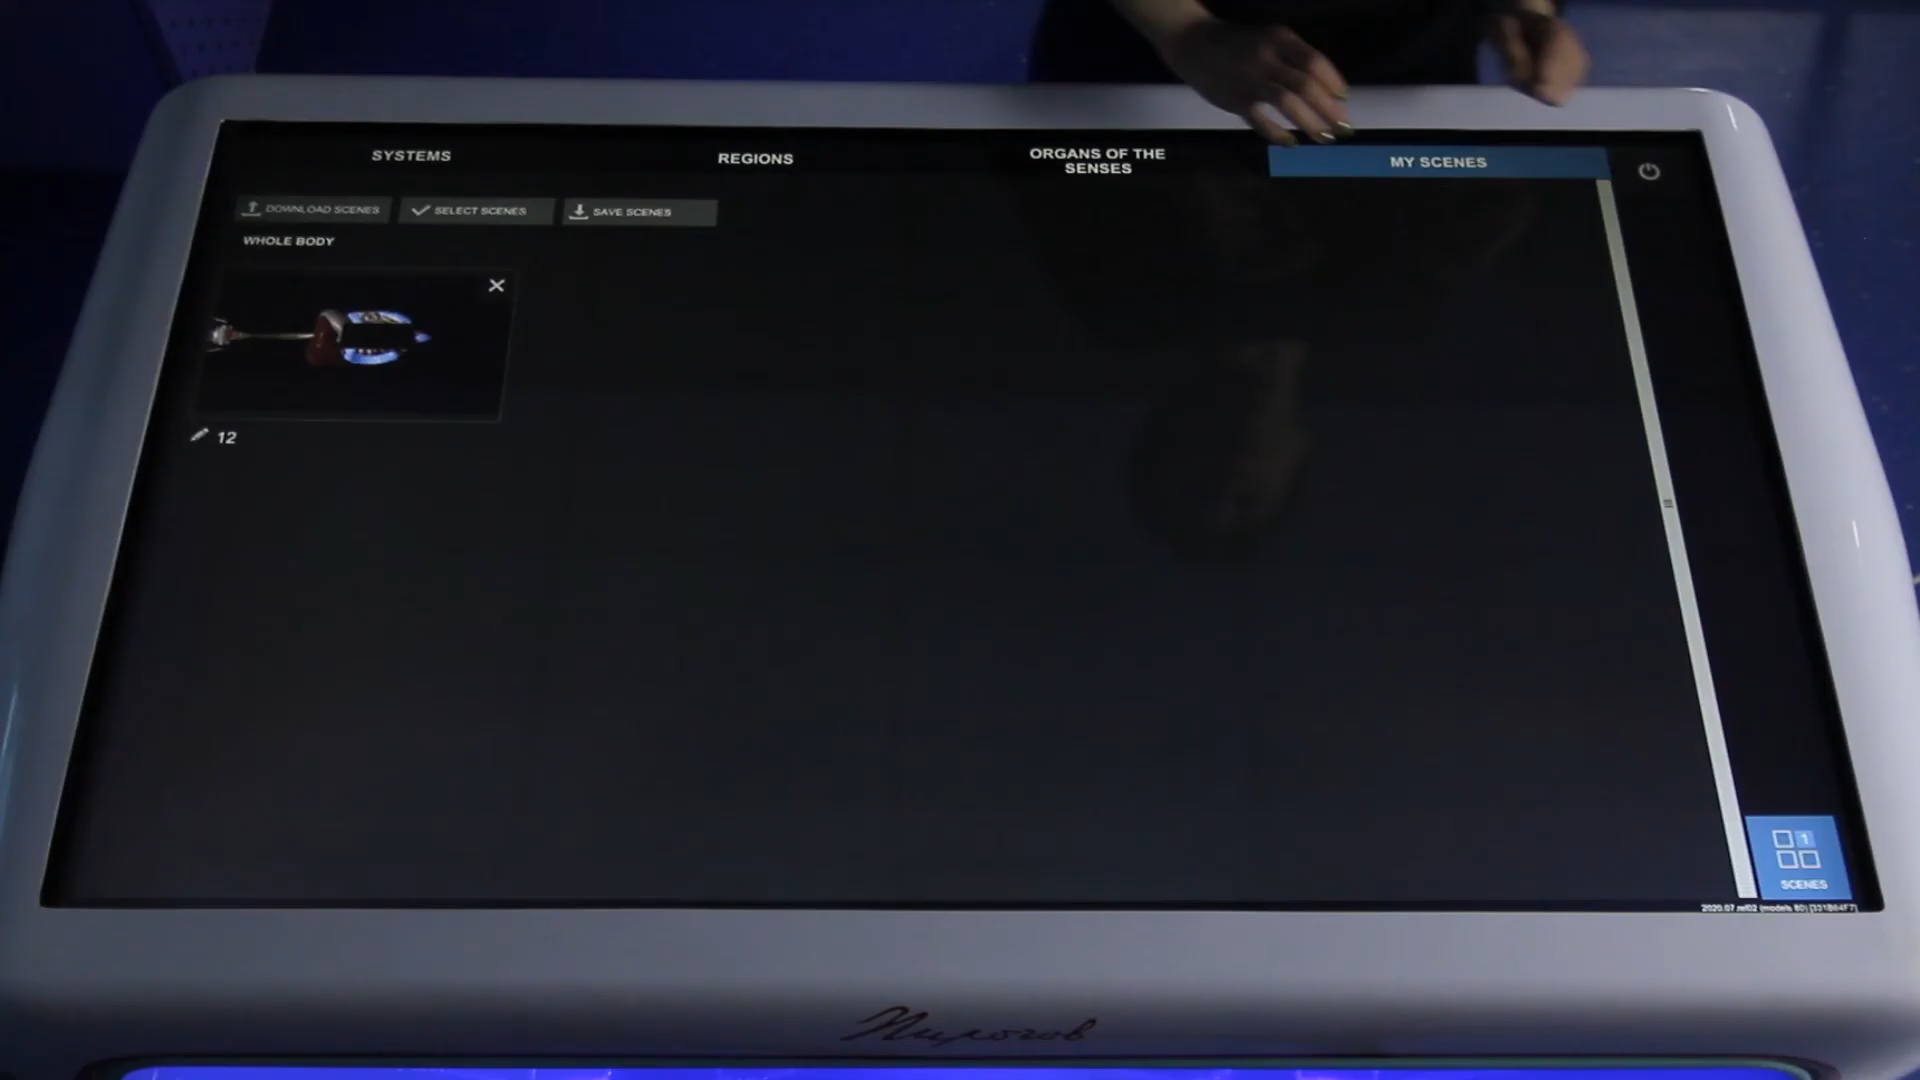 SYSTEMS
REGIONS
ORGANS OF THE
SENSES
MY SCENES
DOWNLOAD SCENES
SELECT SCENES
SAVE SCENES
WHOLE BODY
12
1
SCENES
Пирогов